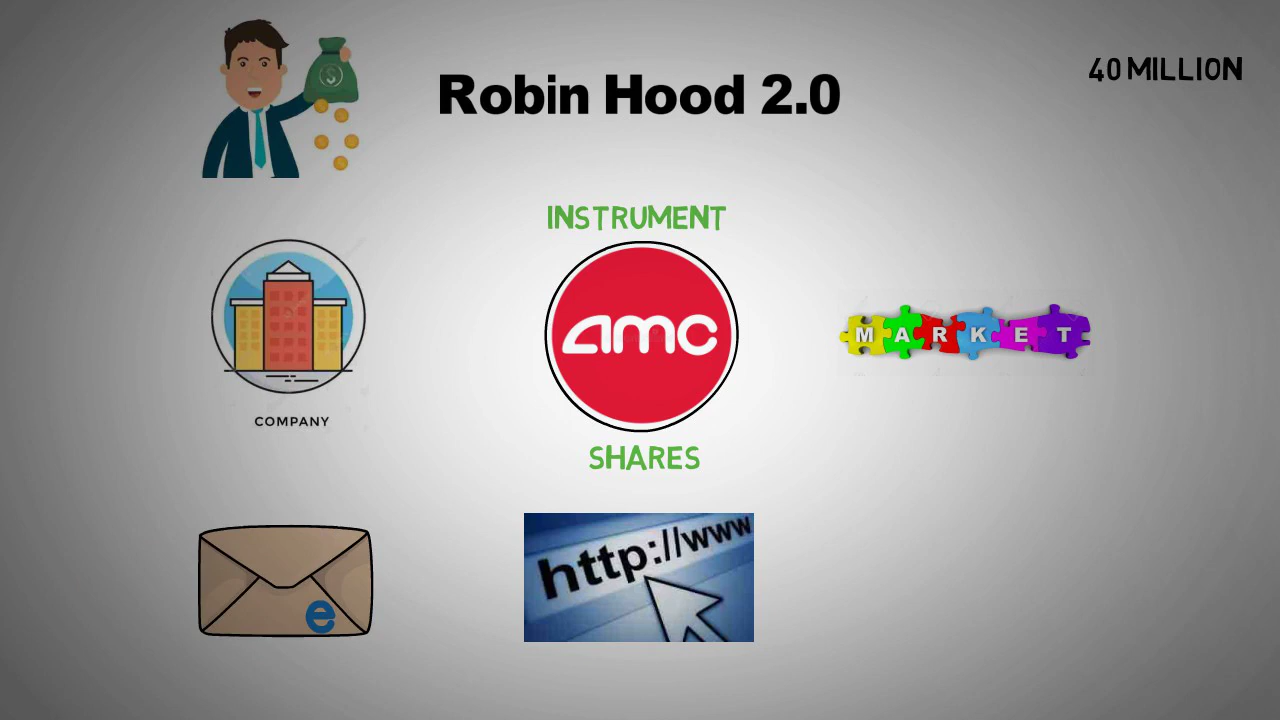 Robin Hood 2.0
40 MILLION
INSTRUMENT
amc
MARKET
COMPANY
SHARES
e
http://www